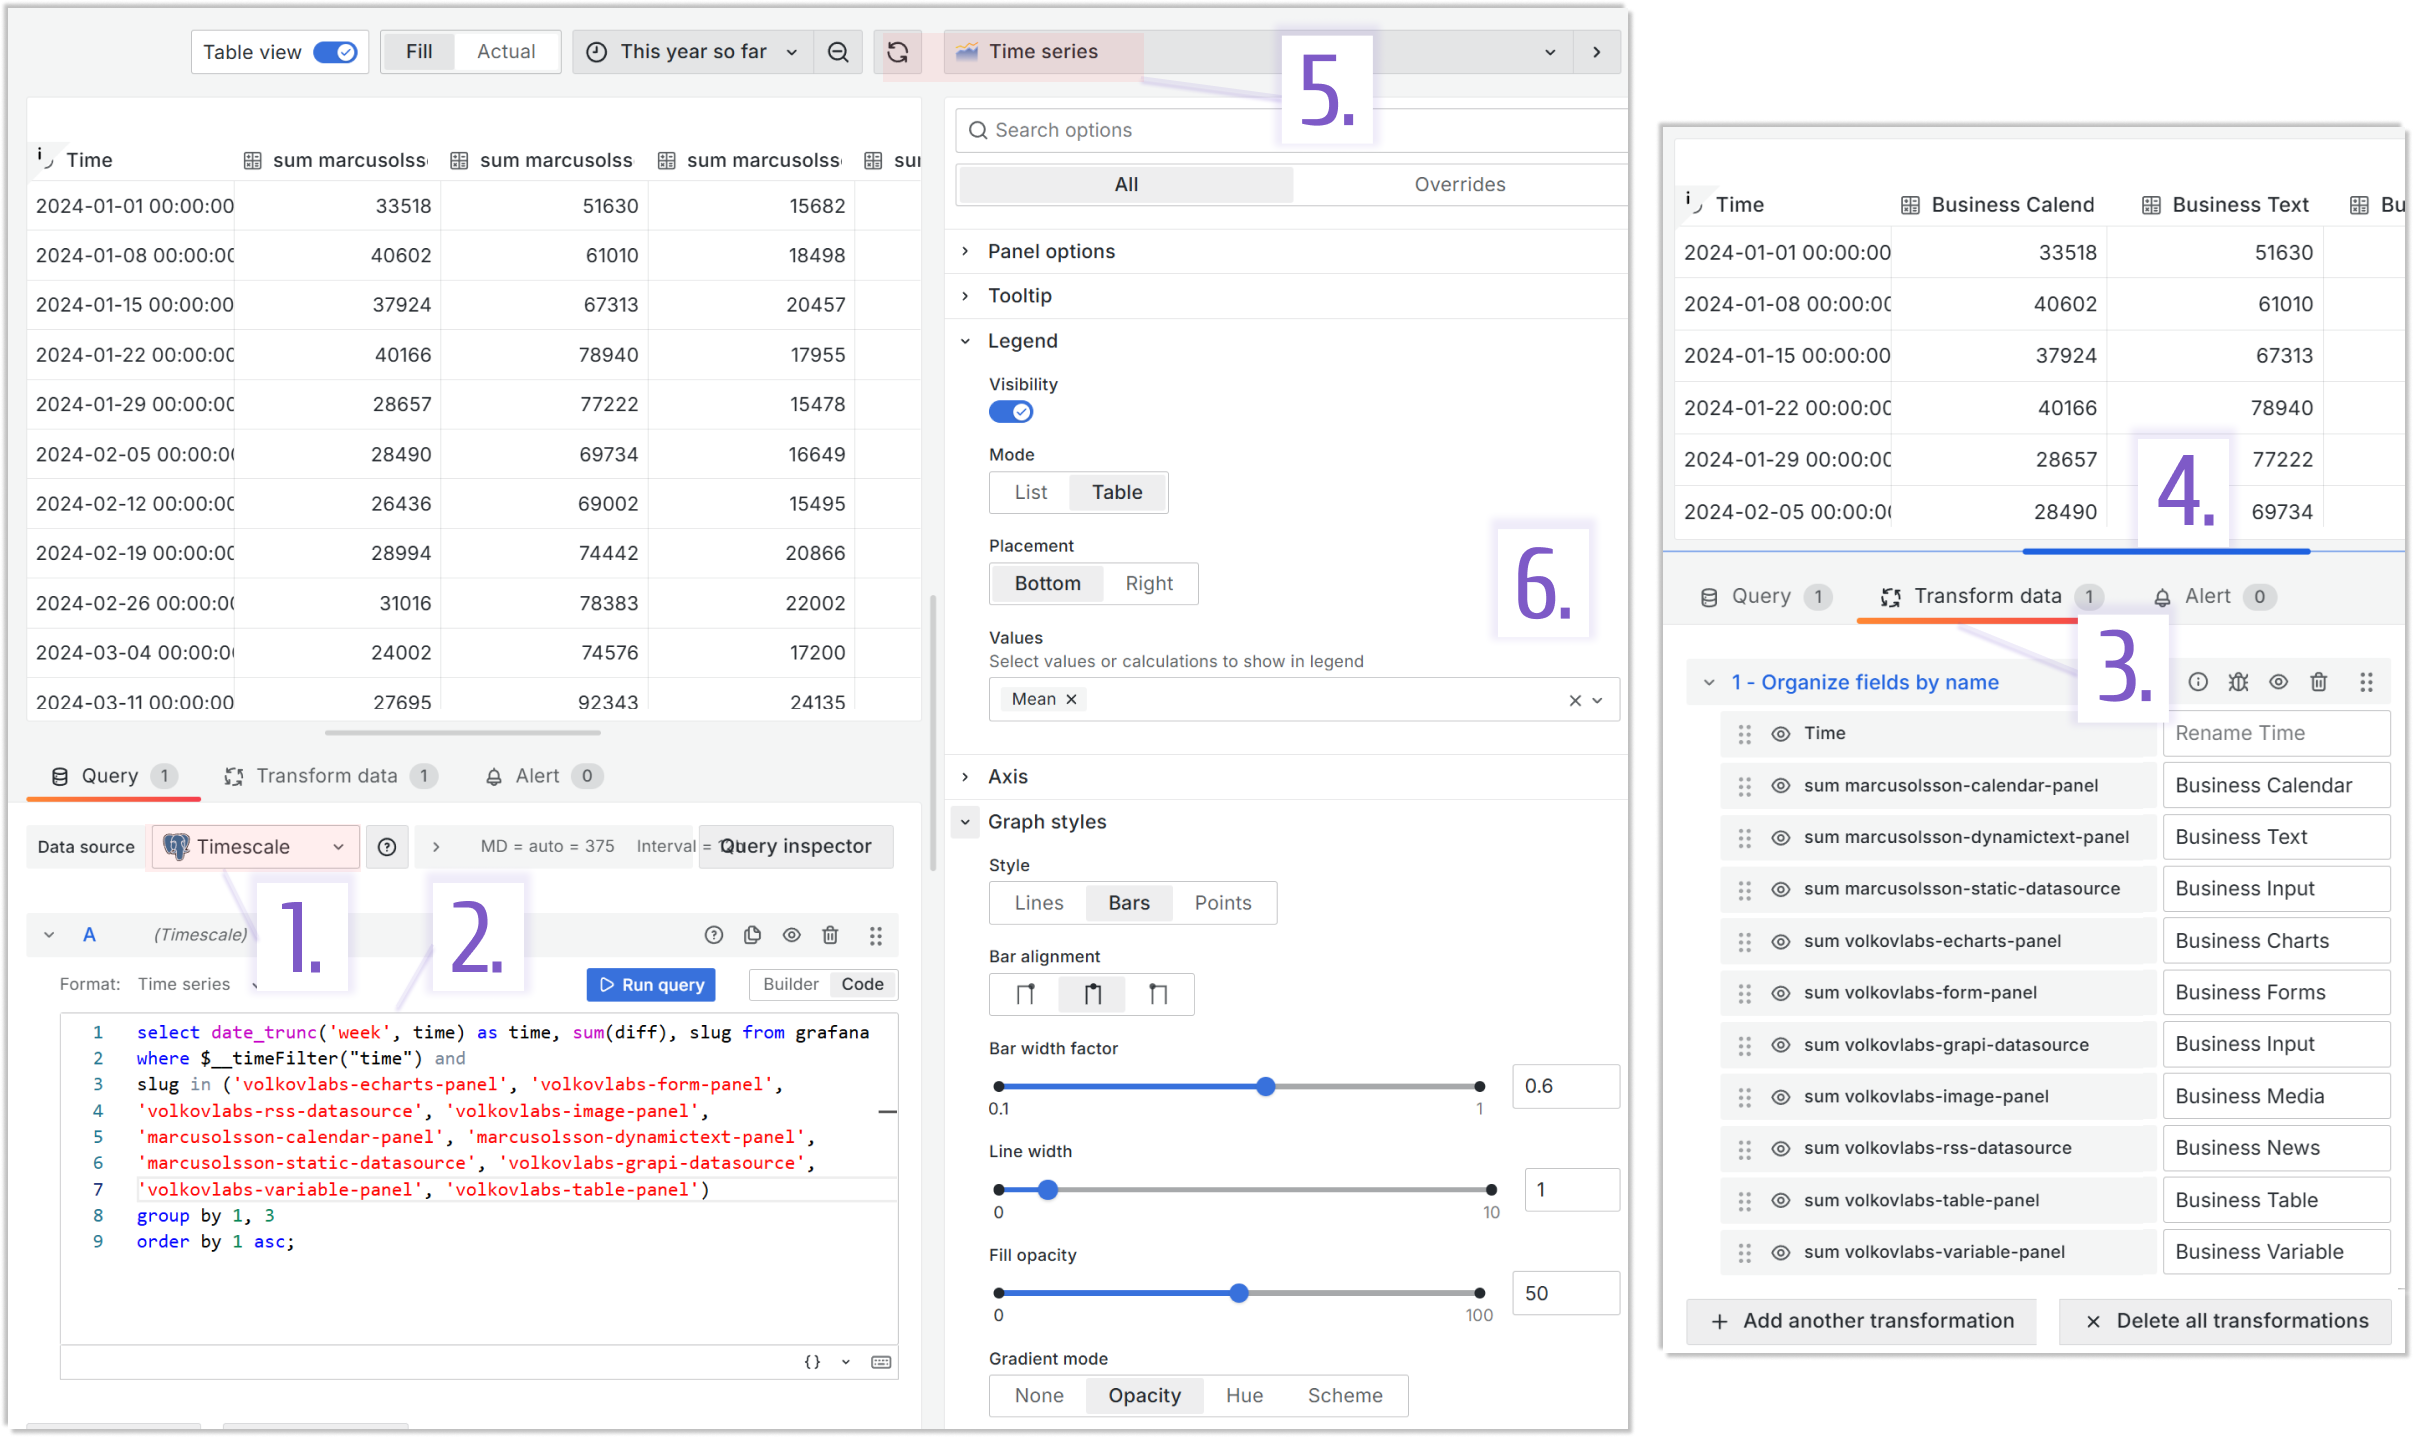 Table view Fill Actual This year so far Time series
5.
Search options
All Overrides
Time sum marcusolss sum marcusolss sum marcusolss sur
2024-01-01 00:00:00 33518 51630 15682
2024-01-08 00:00:00 40602 61010 18498
2024-01-15 00:00:00 37924 67313 20457
2024-01-22 00:00:00 40166 78940 17955
2024-01-29 00:00:00 28657 77222 15478
2024-02-05 00:00:00 28490 69734 16649
2024-02-12 00:00:00 26436 69002 15495
2024-02-19 00:00:00 28994 74442 20866
2024-02-26 00:00:00 31016 78383 22002
2024-03-04 00:00:00 24002 74576 17200
2024-03-11 00:00:00 27695 92343 24135
Query 1 Transform data 1 Alert 0
Data source Timescale MD = auto = 375 Interval = Query inspector
1.
2.
A (Timescale)
Format: Time series Run query Builder Code
1 select date_trunc('week', time) as time, sum(diff), slug from grafana
2 where $__timeFilter("time") and
3 slug in ('volkovlabs-echarts-panel', 'volkovlabs-form-panel',
4 'volkovlabs-rss-datasource', 'volkovlabs-image-panel',
5 'marcusolsson-calendar-panel', 'marcusolsson-dynamictext-panel',
6 'marcusolsson-static-datasource', 'volkovlabs-grapi-datasource',
7 'volkovlabs-variable-panel', 'volkovlabs-table-panel')
8 group by 1, 3
9 order by 1 asc;
{}
Panel options
Tooltip
Legend
Visibility
Mode
List Table
Placement
Bottom Right
6.
Values
Select values or calculations to show in legend
Mean
Axis
Graph styles
Style
Lines Bars Points
Bar alignment
Bar width factor
0.6
0.1 1
Line width
1
0 10
Fill opacity
50
0 100
Gradient mode
None Opacity Hue Scheme
Time Business Calend Business Text Bu
2024-01-01 00:00:00 33518 51630
2024-01-08 00:00:00 40602 61010
2024-01-15 00:00:00 37924 67313
2024-01-22 00:00:00 40166 78940
2024-01-29 00:00:00 28657 77222
2024-02-05 00:00:00 28490 69734
4.
Query 1 Transform data 1 Alert 0
3.
1 - Organize fields by name
Time Rename Time
sum marcusolsson-calendar-panel Business Calendar
sum marcusolsson-dynamictext-panel Business Text
sum marcusolsson-static-datasource Business Input
sum volkovlabs-echarts-panel Business Charts
sum volkovlabs-form-panel Business Forms
sum volkovlabs-grapi-datasource Business Input
sum volkovlabs-image-panel Business Media
sum volkovlabs-rss-datasource Business News
sum volkovlabs-table-panel Business Table
sum volkovlabs-variable-panel Business Variable
Add another transformation Delete all transformations